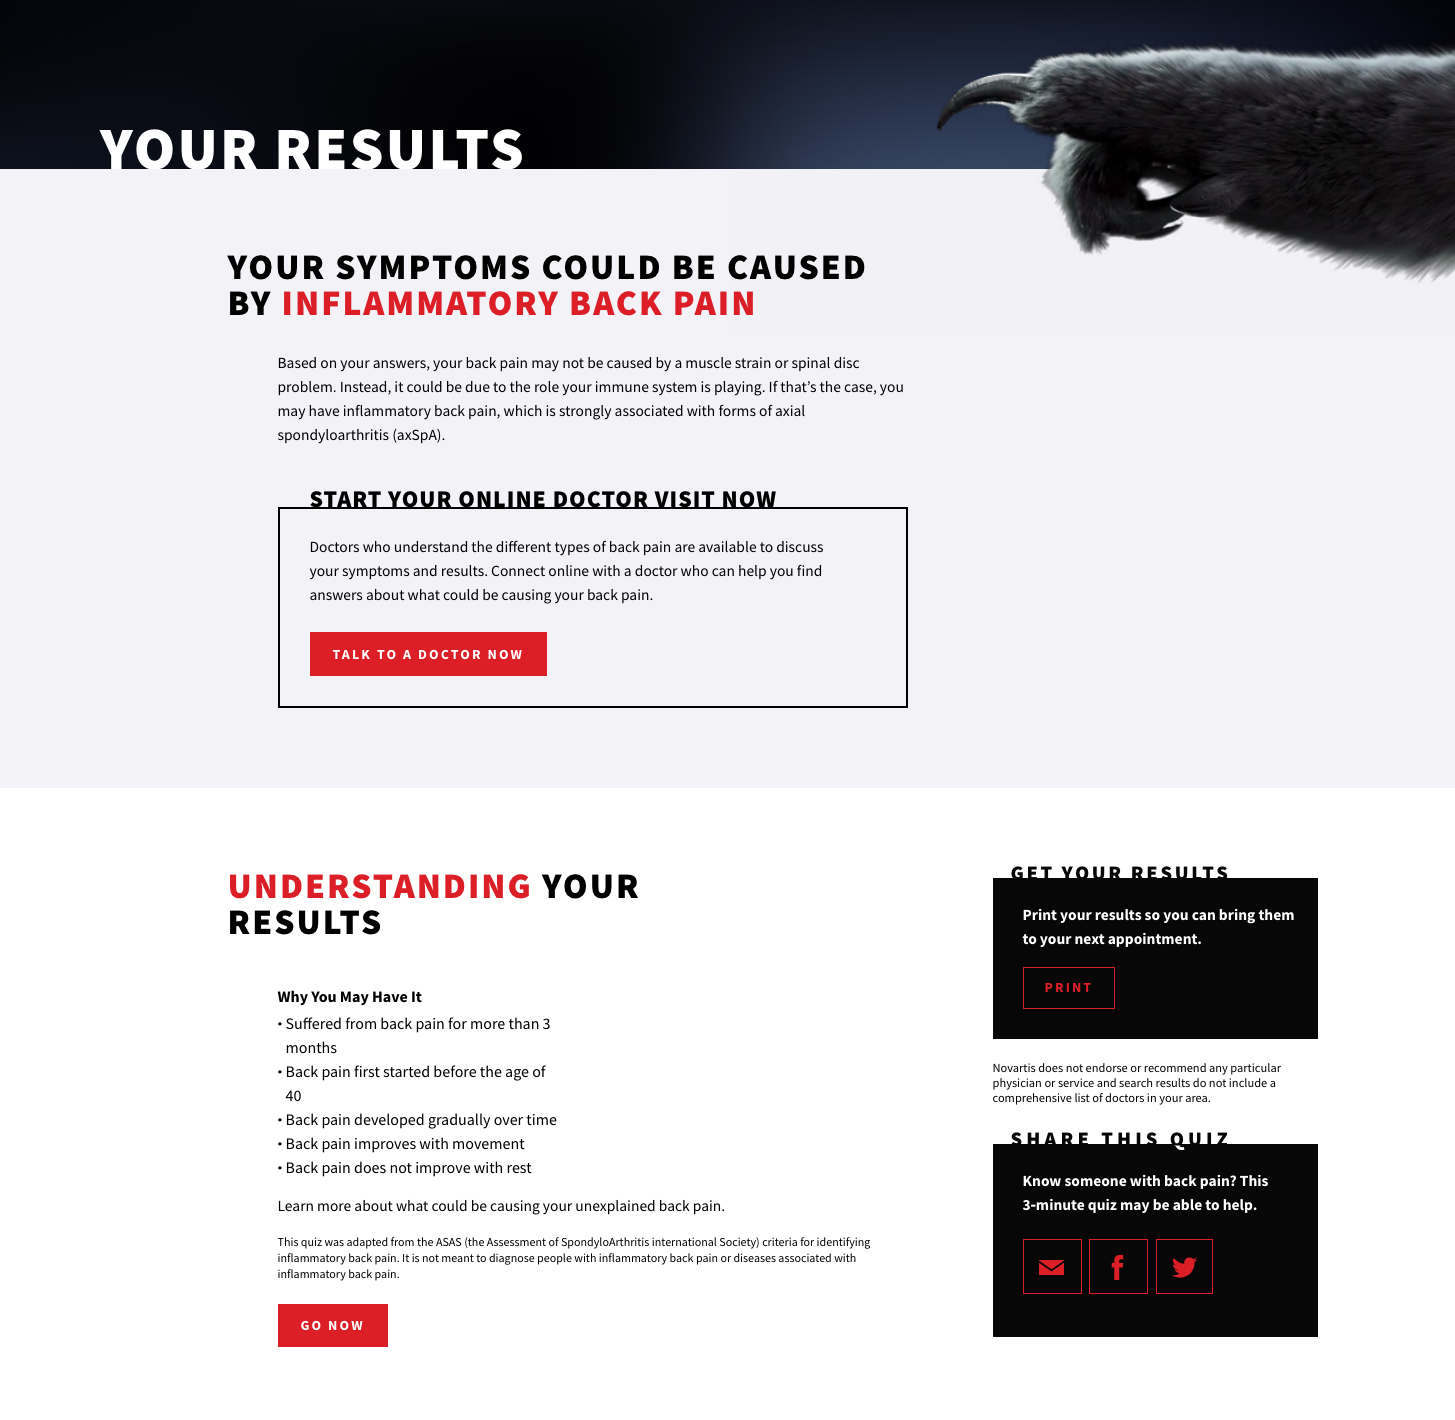 YOUR RESULTS
YOUR SYMPTOMS COULD BE CAUSED
BY INFLAMMATORY BACK PAIN
Based on your answers, your back pain may not be caused by a muscle strain or spinal disc
problem. Instead, it could be due to the role your immune system is playing. If that’s the case, you
may have inflammatory back pain, which is strongly associated with forms of axial
spondyloarthritis (axSpA).
START YOUR ONLINE DOCTOR VISIT NOW
Doctors who understand the different types of back pain are available to discuss
your symptoms and results. Connect online with a doctor who can help you find
answers about what could be causing your back pain.
TALK TO A DOCTOR NOW
UNDERSTANDING YOUR
RESULTS
Why You May Have It
• Suffered from back pain for more than 3
months
• Back pain first started before the age of
40
• Back pain developed gradually over time
• Back pain improves with movement
• Back pain does not improve with rest
Learn more about what could be causing your unexplained back pain.
This quiz was adapted from the ASAS (the Assessment of SpondyloArthritis international Society) criteria for identifying
inflammatory back pain. It is not meant to diagnose people with inflammatory back pain or diseases associated with
inflammatory back pain.
GO NOW
GET YOUR RESULTS
Print your results so you can bring them
to your next appointment.
PRINT
Novartis does not endorse or recommend any particular
physician or service and search results do not include a
comprehensive list of doctors in your area.
SHARE THIS QUIZ
Know someone with back pain? This
3-minute quiz may be able to help.